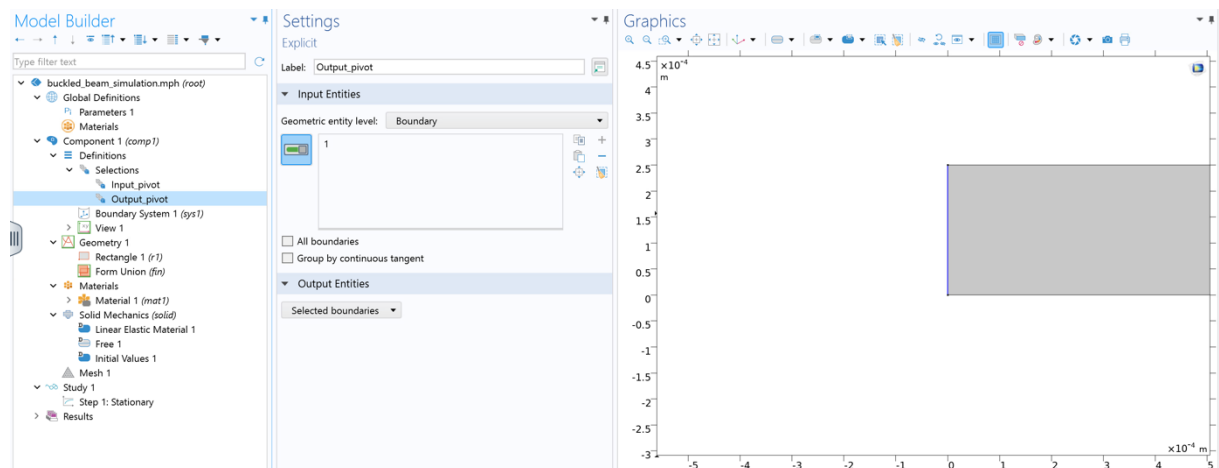 Model Builder
Type filter text
buckled_beam_simulation.mph (root)
Global Definitions
Pi Parameters 1
Materials
Component 1 (comp1)
Definitions
Selections
Input_pivot
Output_pivot
Boundary System 1 (sys1)
View 1
Geometry 1
Rectangle 1 (r1)
Form Union (fin)
Materials
Material 1 (mat1)
Solid Mechanics (solid)
Linear Elastic Material 1
Free 1
Initial Values 1
Mesh 1
Study 1
Step 1: Stationary
Results
Settings
Explicit
Label: Output_pivot
Input Entities
Geometric entity level: Boundary
1
All boundaries
Group by continuous tangent
Output Entities
Selected boundaries
Graphics
×10⁻⁴
m
4.5
4
3.5
3
2.5
2
1.5
1
0.5
0
-0.5
-1
-1.5
-2
-2.5
-3
×10⁻⁴ m
-5 -4 -3 -2 -1 0 1 2 3 4 5